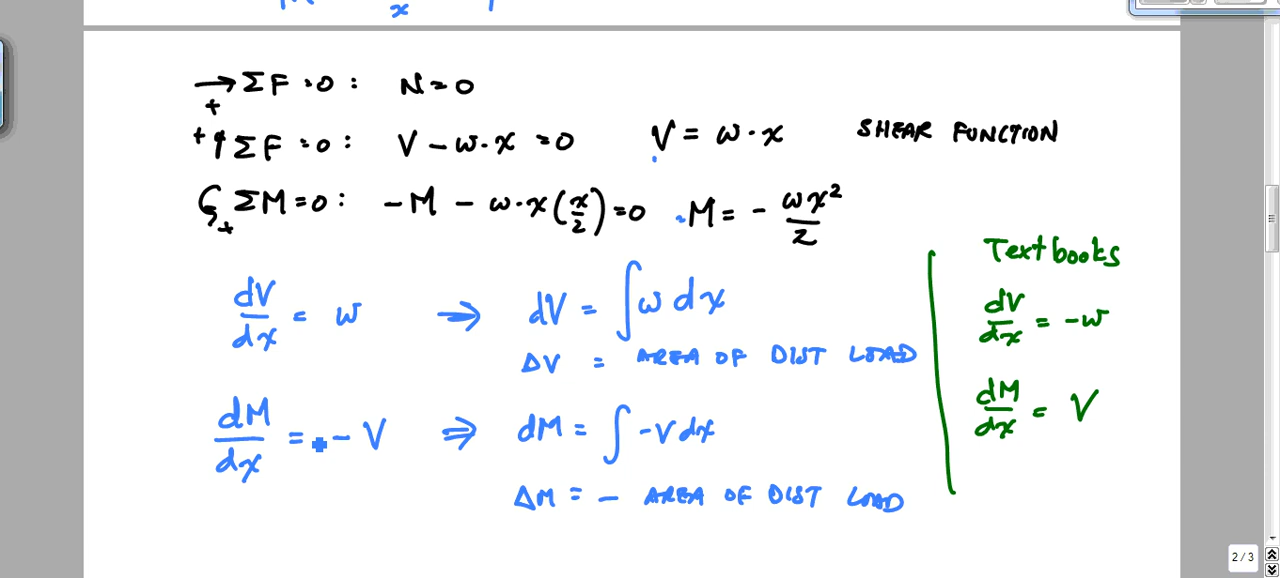 →+ ΣF = 0 : N = 0
+↑ ΣF = 0 : V - w·x = 0 V = w·x SHEAR FUNCTION
↺+ ΣM = 0 : -M - w·x(x/2) = 0 M = - wx²/2
Textbooks
dV/dx = w → dV = ∫ w dx
dV/dx = -w
ΔV = AREA OF DIST LOAD
dM/dx = - V ⇒ dM = ∫ -V dx
dM/dx = V
ΔM = - AREA OF DIST LOAD
2 / 3